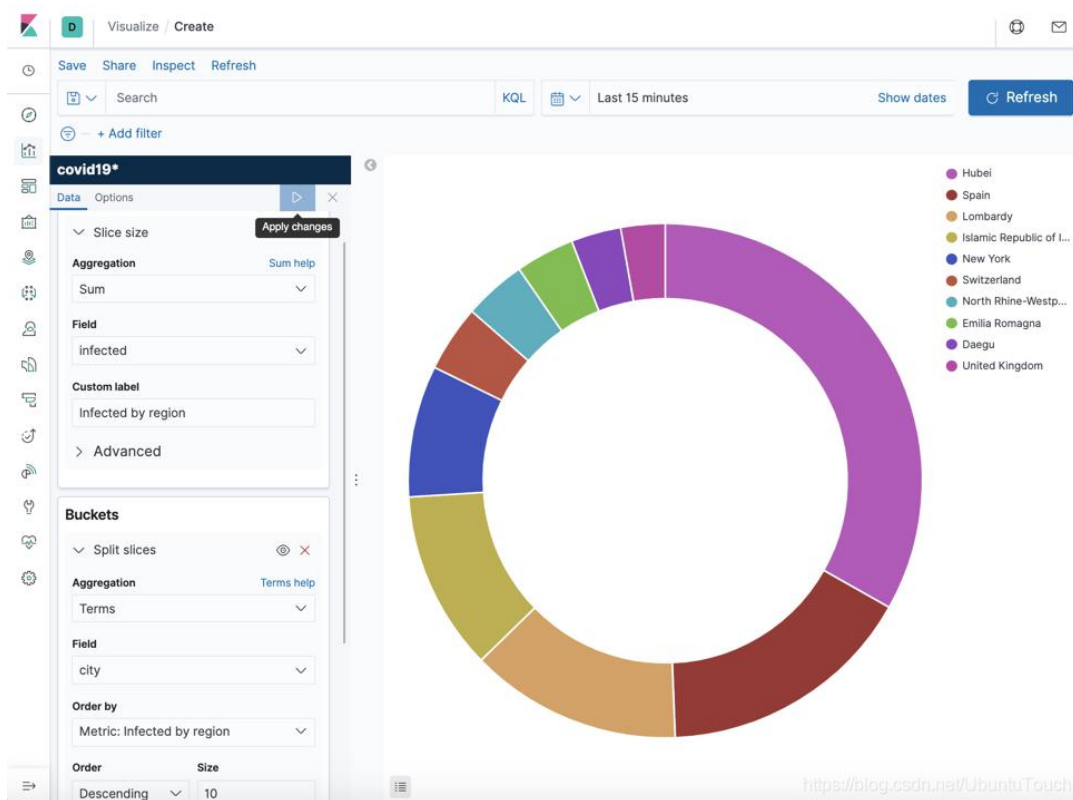 D Visualize / Create
Save Share Inspect Refresh
Search KQL Last 15 minutes Show dates Refresh
+ Add filter
covid19*
Data Options
Apply changes
Slice size
Aggregation Sum help
Sum
Field
infected
Custom label
Infected by region
Advanced
Buckets
Split slices
Aggregation Terms help
Terms
Field
city
Order by
Metric: Infected by region
Order Size
Descending 10
Hubei
Spain
Lombardy
Islamic Republic of I...
New York
Switzerland
North Rhine-Westp...
Emilia Romagna
Daegu
United Kingdom
https://blog.csdn.net/UbuntuTouch